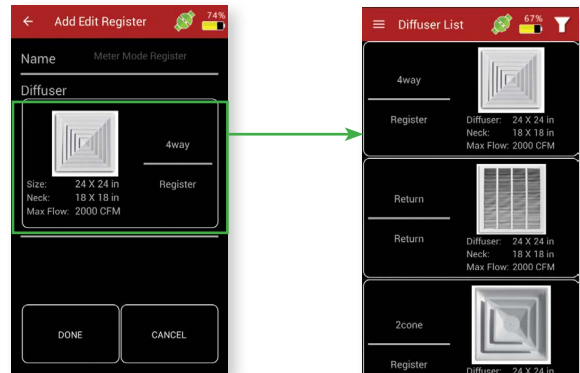 Add Edit Register
74%
Name
Meter Mode Register
Diffuser
4way
Register
Size: 24 X 24 in
Neck: 18 X 18 in
Max Flow: 2000 CFM
DONE
CANCEL
Diffuser List
67%
4way
Register
Diffuser: 24 X 24 in
Neck: 18 X 18 in
Max Flow: 2000 CFM
Return
Return
Diffuser: 24 X 24 in
Neck: 18 X 18 in
Max Flow: 2000 CFM
2cone
Register
Diffuser: 24 X 24 in